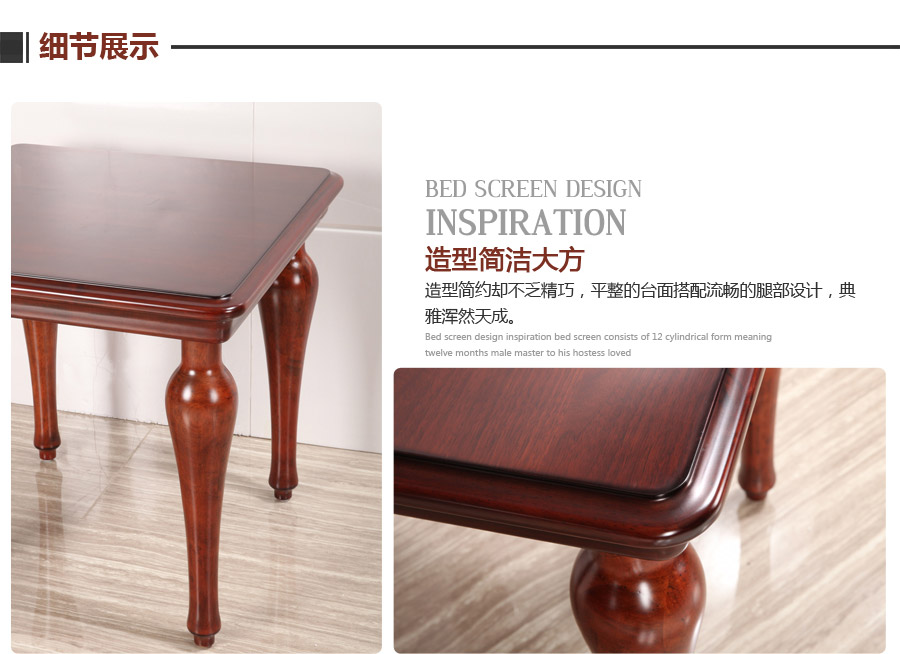 细节展示
BED SCREEN DESIGN
INSPIRATION
造型简洁大方
造型简约却不乏精巧，平整的台面搭配流畅的腿部设计，典
雅浑然天成。
Bed screen design inspiration bed screen consists of 12 cylindrical form meaning
twelve months male master to his hostess loved